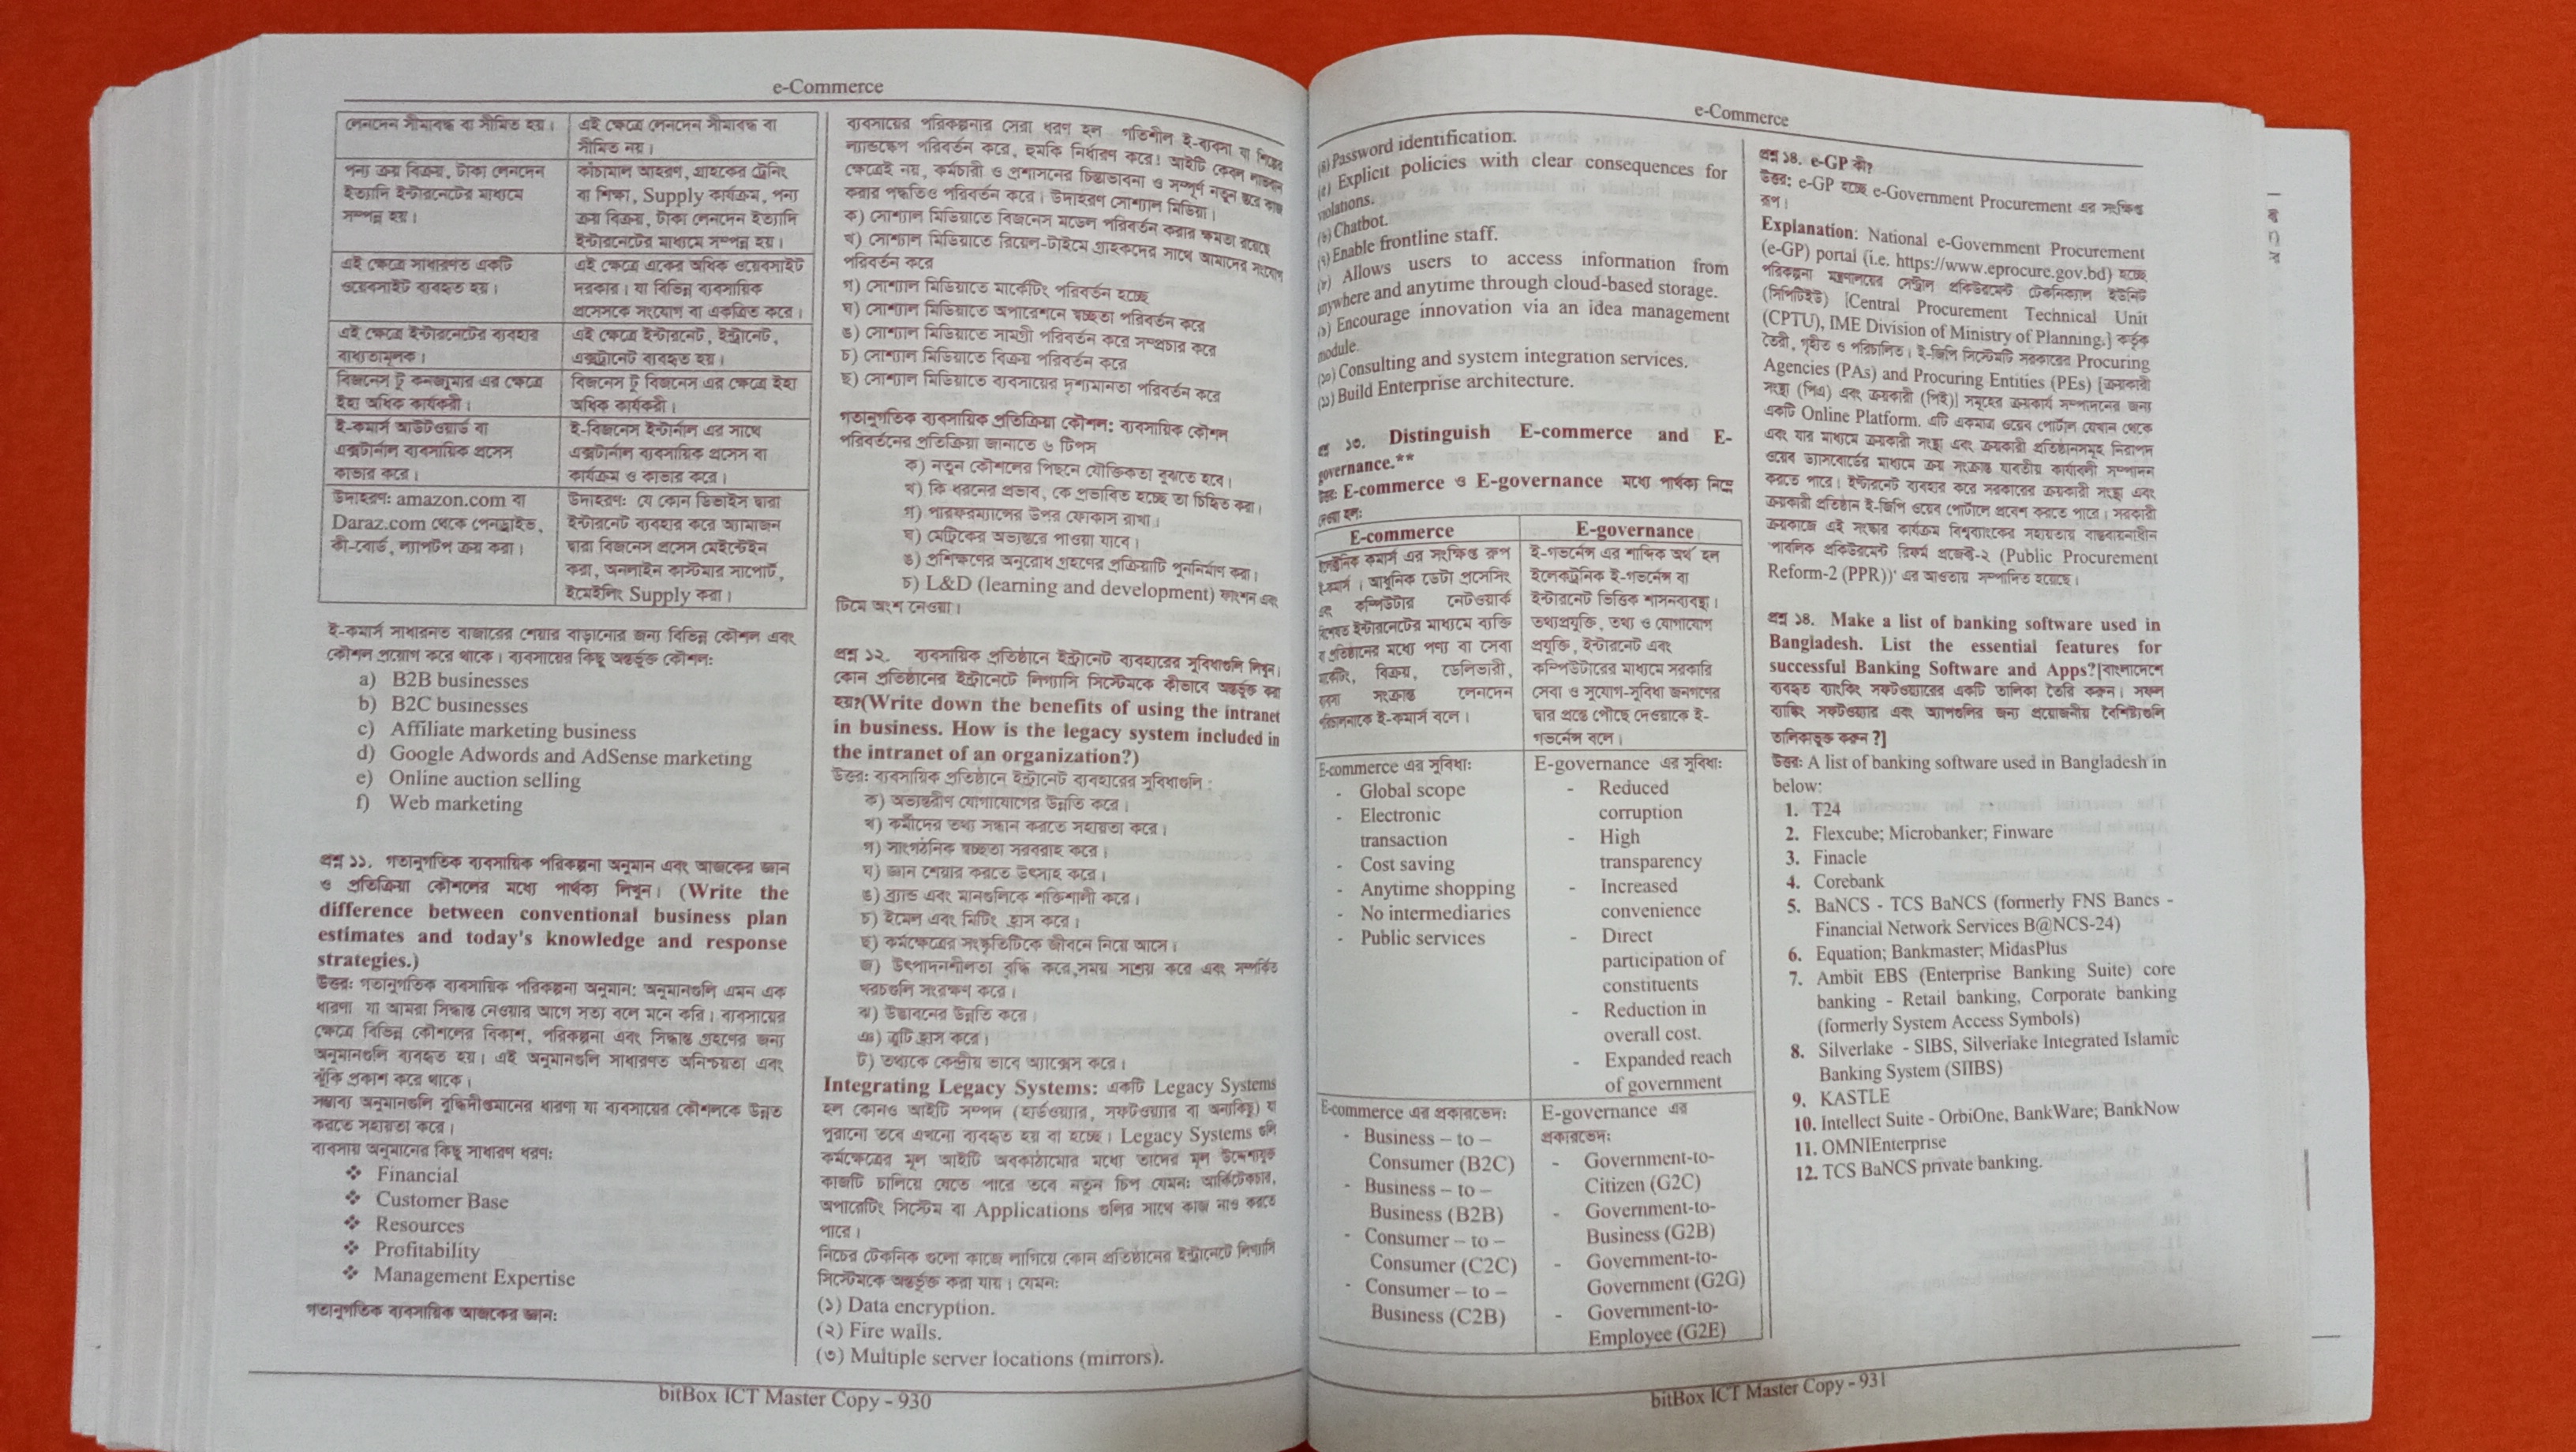 e-Commerce
লেনদেন সীমাবদ্ধ বা সীমিত হয়।
এই ক্ষেত্রে লেনদেন সীমাবদ্ধ বা
সীমিত নয়।
পন্য ক্রয় বিক্রয়, টাকা লেনদেন
ইত্যাদি ইন্টারনেটের মাধ্যমে
সম্পন্ন হয়।
কাঁচামাল আহরণ, গ্রাহকের ট্রেনিং
বা শিক্ষা, Supply কার্যক্রম, পন্য
ক্রয় বিক্রয়, টাকা লেনদেন ইত্যাদি
ইন্টারনেটের মাধ্যমে সম্পন্ন হয়।
এই ক্ষেত্রে সাধারণত একটি
ওয়েবসাইট ব্যবহৃত হয়।
এই ক্ষেত্রে একের অধিক ওয়েবসাইট
দরকার। যা বিভিন্ন ব্যবসায়িক
প্রসেসকে সংযোগ বা একত্রিত করে।
এই ক্ষেত্রে ইন্টারনেটের ব্যবহার
বাধ্যতামূলক।
এই ক্ষেত্রে ইন্টারনেট, ইন্ট্রানেট,
এক্সট্রানেট ব্যবহৃত হয়।
বিজনেস টু কনজ্যুমার এর ক্ষেত্রে
ইহা অধিক কার্যকরী।
বিজনেস টু বিজনেস এর ক্ষেত্রে ইহা
অধিক কার্যকরী।
ই-কমার্স আউটওয়ার্ড বা
এক্সটার্নাল ব্যবসায়িক প্রসেস
কাভার করে।
ই-বিজনেস ইন্টার্নাল এর সাথে
এক্সটার্নাল ব্যবসায়িক প্রসেস বা
কার্যক্রম ও কাভার করে।
উদাহরণ: amazon.com বা
Daraz.com থেকে পেনড্রাইভ,
কী-বোর্ড, ল্যাপটপ ক্রয় করা।
উদাহরণ: যে কোন ডিভাইস দ্বারা
ইন্টারনেট ব্যবহার করে অ্যামাজন
দ্বারা বিজনেস প্রসেস মেইন্টেইন
করা, অনলাইন কাস্টমার সাপোর্ট,
ইমেইলিং Supply করা।
ই-কমার্স সাধারনত বাজারের শেয়ার বাড়ানোর জন্য বিভিন্ন কৌশল এবং
কৌশল প্রয়োগ করে থাকে। ব্যবসায়ের কিছু অন্তর্ভুক্ত কৌশল:
a) B2B businesses
b) B2C businesses
c) Affiliate marketing business
d) Google Adwords and AdSense marketing
e) Online auction selling
f) Web marketing
প্রশ্ন ১১. গতানুগতিক ব্যবসায়িক পরিকল্পনা অনুমান এবং আজকের জ্ঞান
ও প্রতিক্রিয়া কৌশলের মধ্যে পার্থক্য লিখুন। (Write the
difference between conventional business plan
estimates and today's knowledge and response
strategies.)
উত্তর: গতানুগতিক ব্যবসায়িক পরিকল্পনা অনুমান: অনুমানগুলি এমন এক
ধারণা যা আমরা সিদ্ধান্ত নেওয়ার আগে সত্য বলে মনে করি। ব্যবসায়ের
ক্ষেত্রে বিভিন্ন কৌশলের বিকাশ, পরিকল্পনা এবং সিদ্ধান্ত গ্রহণের জন্য
অনুমানগুলি ব্যবহৃত হয়। এই অনুমানগুলি সাধারণত অনিশ্চয়তা এবং
ঝুঁকি প্রকাশ করে থাকে।
সম্ভাব্য অনুমানগুলি বুদ্ধিদীপ্তমানের ধারণা যা ব্যবসায়ের কৌশলকে উন্নত
করতে সহায়তা করে।
ব্যবসায় অনুমানের কিছু সাধারণ ধরণ:
❖ Financial
❖ Customer Base
❖ Resources
❖ Profitability
❖ Management Expertise
গতানুগতিক ব্যবসায়িক আজকের জ্ঞান:
ব্যবসায়ের পরিকল্পনার সেরা ধরণ হল গতিশীল ই-ব্যবসা যা শিল্পের
ল্যান্ডস্কেপ পরিবর্তন করে, হুমকি নির্ধারণ করে! আইটি কেবল লাভবান
ক্ষেত্রেই নয়, কর্মচারী ও প্রশাসনের চিন্তাভাবনা ও সম্পূর্ণ নতুন স্তরে কাজ
করার পদ্ধতিও পরিবর্তন করে। উদাহরণ সোশ্যাল মিডিয়া।
ক) সোশ্যাল মিডিয়াতে বিজনেস মডেল পরিবর্তন করার ক্ষমতা রয়েছে
খ) সোশ্যাল মিডিয়াতে রিয়েল-টাইমে গ্রাহকদের সাথে আমাদের সংযোগ
পরিবর্তন করে
গ) সোশ্যাল মিডিয়াতে মার্কেটিং পরিবর্তন হচ্ছে
ঘ) সোশ্যাল মিডিয়াতে অপারেশনে স্বচ্ছতা পরিবর্তন করে
ঙ) সোশ্যাল মিডিয়াতে সামগ্রী পরিবর্তন করে সম্প্রচার করে
চ) সোশ্যাল মিডিয়াতে বিক্রয় পরিবর্তন করে
ছ) সোশ্যাল মিডিয়াতে ব্যবসায়ের দৃশ্যমানতা পরিবর্তন করে
গতানুগতিক ব্যবসায়িক প্রতিক্রিয়া কৌশল: ব্যবসায়িক কৌশল
পরিবর্তনের প্রতিক্রিয়া জানাতে ৬ টিপস
ক) নতুন কৌশলের পিছনে যৌক্তিকতা বুঝতে হবে।
খ) কি ধরনের প্রভাব, কে প্রভাবিত হচ্ছে তা চিহ্নিত করা।
গ) পারফরম্যান্সের উপর ফোকাস রাখা।
ঘ) মেট্রিকের অভ্যন্তরে পাওয়া যাবে।
ঙ) প্রশিক্ষণের অনুরোধ গ্রহণের প্রক্রিয়াটি পুনর্নির্মাণ করা।
চ) L&D (learning and development) ফাংশন এবং
টিমে অংশ নেওয়া।
প্রশ্ন ১২. ব্যবসায়িক প্রতিষ্ঠানে ইন্ট্রানেট ব্যবহারের সুবিধাগুলি লিখুন।
কোন প্রতিষ্ঠানের ইন্ট্রানেটে লিগ্যাসি সিস্টেমকে কীভাবে অন্তর্ভুক্ত করা
হয়?(Write down the benefits of using the intranet
in business. How is the legacy system included in
the intranet of an organization?)
উত্তর: ব্যবসায়িক প্রতিষ্ঠানে ইন্ট্রানেট ব্যবহারের সুবিধাগুলি :
ক) অভ্যন্তরীণ যোগাযোগের উন্নতি করে।
খ) কর্মীদের তথ্য সন্ধান করতে সহায়তা করে।
গ) সাংগঠনিক স্বচ্ছতা সরবরাহ করে।
ঘ) জ্ঞান শেয়ার করতে উৎসাহ করে।
ঙ) ব্র্যান্ড এবং মানগুলিকে শক্তিশালী করে।
চ) ইমেল এবং মিটিং হ্রাস করে।
ছ) কর্মক্ষেত্রের সংস্কৃতিটিকে জীবনে নিয়ে আসে।
জ) উৎপাদনশীলতা বৃদ্ধি করে,সময় সাশ্রয় করে এবং সম্পর্কিত
খরচগুলি সংরক্ষণ করে।
ঝ) উদ্ভাবনের উন্নতি করে।
ঞ) ত্রুটি হ্রাস করে।
ট) তথ্যকে কেন্দ্রীয় ভাবে অ্যাক্সেস করে।
Integrating Legacy Systems: একটি Legacy Systems
হল কোনও আইটি সম্পদ (হার্ডওয়্যার, সফটওয়্যার বা অন্যকিছু) যা
পুরানো তবে এখনো ব্যবহৃত হয় বা হচ্ছে। Legacy Systems গুলি
কর্মক্ষেত্রের মূল আইটি অবকাঠামোর মধ্যে তাদের মূল উদ্দেশ্যযুক্ত
কাজটি চালিয়ে যেতে পারে তবে নতুন চিপ যেমন: আর্কিটেকচার,
অপারেটিং সিস্টেম বা Applications গুলির সাথে কাজ নাও করতে
পারে।
নিচের টেকনিক গুলো কাজে লাগিয়ে কোন প্রতিষ্ঠানের ইন্ট্রানেটে লিগ্যাসি
সিস্টেমকে অন্তর্ভুক্ত করা যায়। যেমন:
(১) Data encryption.
(২) Fire walls.
(৩) Multiple server locations (mirrors).
bitBox ICT Master Copy - 930
e-Commerce
(৪) Password identification.
(৫) Explicit policies with clear consequences for
violations.
(৬) Chatbot.
(৭) Enable frontline staff.
(৮) Allows users to access information from
anywhere and anytime through cloud-based storage.
(৯) Encourage innovation via an idea management
module.
(১০) Consulting and system integration services.
(১১) Build Enterprise architecture.
১৩. Distinguish E-commerce and E-
governance.**
উত্তর: E-commerce ও E-governance মধ্যে পার্থক্য নিম্নে
দেওয়া হল:
E-commerce
E-governance
ইলেক্ট্রনিক কমার্স এর সংক্ষিপ্ত রুপ
ই-কমার্স। আধুনিক ডেটা প্রসেসিং
এবং কম্পিউটার নেটওয়ার্ক
বিশেষত ইন্টারনেটের মাধ্যমে ব্যক্তি
বা প্রতিষ্ঠানের মধ্যে পণ্য বা সেবা
মার্কেটিং, বিক্রয়, ডেলিভারী,
ব্যবসা সংক্রান্ত লেনদেন
পরিচালনাকে ই-কমার্স বলে।
ই-গভর্নেন্স এর শাব্দিক অর্থ হল
ইলেকট্রনিক ই-গভর্নেন্স বা
ইন্টারনেট ভিত্তিক শাসনব্যবস্থা।
তথ্যপ্রযুক্তি, তথ্য ও যোগাযোগ
প্রযুক্তি, ইন্টারনেট এবং
কম্পিউটারের মাধ্যমে সরকারি
সেবা ও সুযোগ-সুবিধা জনগণের
দ্বার প্রান্তে পৌছে দেওয়াকে ই-
গভর্নেন্স বলে।
E-commerce এর সুবিধা:
- Global scope
- Electronic
transaction
- Cost saving
- Anytime shopping
- No intermediaries
- Public services
E-governance এর সুবিধা:
- Reduced
corruption
- High
transparency
- Increased
convenience
- Direct
participation of
constituents
- Reduction in
overall cost.
- Expanded reach
of government
E-commerce এর প্রকারভেদ:
- Business – to –
Consumer (B2C)
- Business – to –
Business (B2B)
- Consumer – to –
Consumer (C2C)
- Consumer – to –
Business (C2B)
E-governance এর
প্রকারভেদ:
- Government-to-
Citizen (G2C)
- Government-to-
Business (G2B)
- Government-to-
Government (G2G)
- Government-to-
Employee (G2E)
প্রশ্ন ১৪. e-GP কী?
উত্তর: e-GP হচ্ছে e-Government Procurement এর সংক্ষিপ্ত
রূপ।
Explanation: National e-Government Procurement
(e-GP) portal (i.e. https://www.eprocure.gov.bd) হচ্ছে
পরিকল্পনা মন্ত্রণালয়ের সেন্ট্রাল প্রকিউরমেন্ট টেকনিক্যাল ইউনিট
(সিপিটিইউ) [Central Procurement Technical Unit
(CPTU), IME Division of Ministry of Planning.] কর্তৃক
তৈরী, গৃহীত ও পরিচালিত। ই-জিপি সিস্টেমটি সরকারের Procuring
Agencies (PAs) and Procuring Entities (PEs) [ক্রয়কারী
সংস্থা (পিএ) এবং ক্রয়কারী (পিই)] সমূহের ক্রয়কার্য সম্পাদনের জন্য
একটি Online Platform. এটি একমাত্র ওয়েব পোর্টাল যেখান থেকে
এবং যার মাধ্যমে ক্রয়কারী সংস্থা এবং ক্রয়কারী প্রতিষ্ঠানসমূহ নিরাপদ
ওয়েব ড্যাসবোর্ডের মাধ্যমে ক্রয় সংক্রান্ত যাবতীয় কার্যাবলী সম্পাদন
করতে পারে। ইন্টারনেট ব্যবহার করে সরকারের ক্রয়কারী সংস্থা এবং
ক্রয়কারী প্রতিষ্ঠান ই-জিপি ওয়েব পোর্টালে প্রবেশ করতে পারে। সরকারী
ক্রয়কাজে এই সংস্কার কার্যক্রম বিশ্বব্যাংকের সহায়তায় বাস্তবায়নাধীন
'পাবলিক প্রকিউরমেন্ট রিফর্ম প্রজেক্ট-২ (Public Procurement
Reform-2 (PPR))' এর আওতায় সম্পাদিত হয়েছে।
প্রশ্ন ১৪. Make a list of banking software used in
Bangladesh. List the essential features for
successful Banking Software and Apps?[বাংলাদেশে
ব্যবহৃত ব্যাংকিং সফটওয়্যারের একটি তালিকা তৈরি করুন। সফল
ব্যাঙ্কিং সফটওয়্যার এবং অ্যাপগুলির জন্য প্রয়োজনীয় বৈশিষ্ট্যগুলি
তালিকাভুক্ত করুন ?]
উত্তর: A list of banking software used in Bangladesh in
below:
1. T24
2. Flexcube; Microbanker; Finware
3. Finacle
4. Corebank
5. BaNCS - TCS BaNCS (formerly FNS Bancs -
Financial Network Services B@NCS-24)
6. Equation; Bankmaster; MidasPlus
7. Ambit EBS (Enterprise Banking Suite) core
banking - Retail banking, Corporate banking
(formerly System Access Symbols)
8. Silverlake - SIBS, Silverlake Integrated Islamic
Banking System (SIIBS)
9. KASTLE
10. Intellect Suite - OrbiOne, BankWare; BankNow
11. OMNIEnterprise
12. TCS BaNCS private banking.
bitBox ICT Master Copy - 931